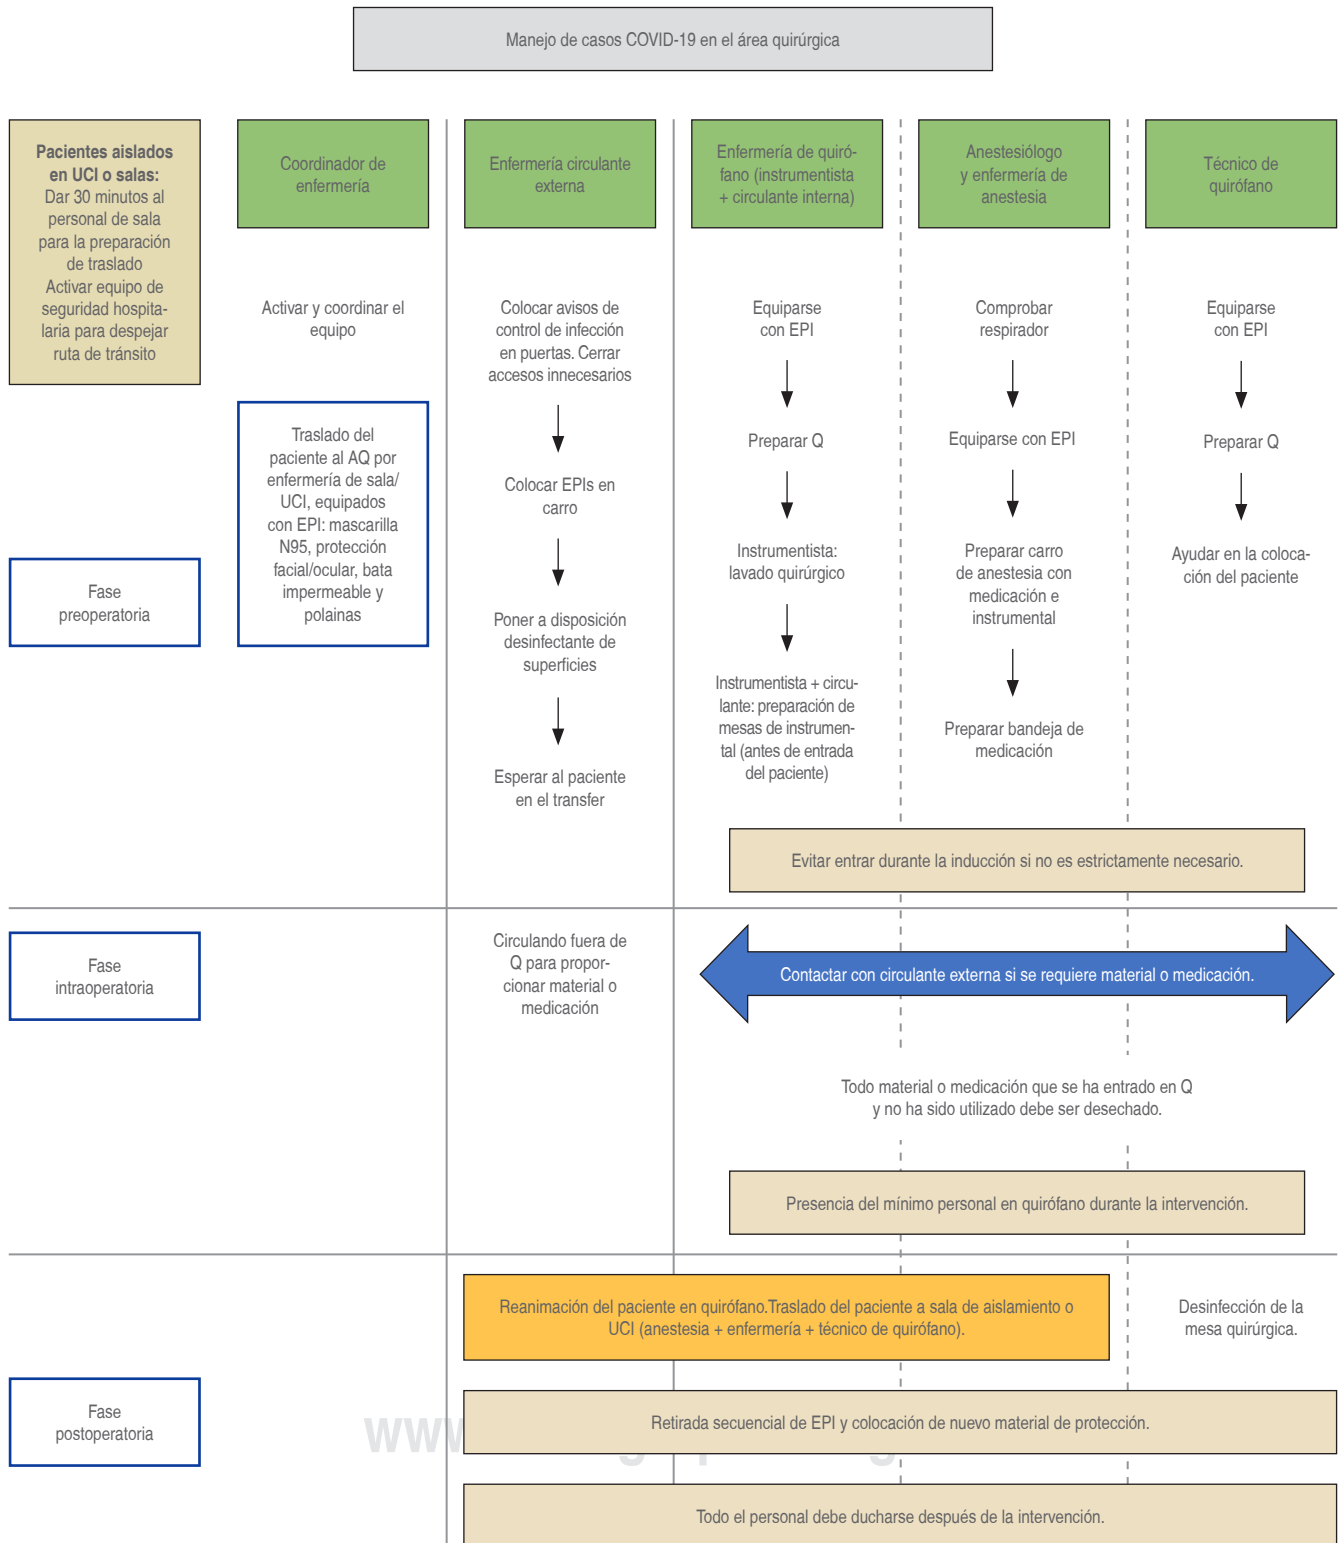 Manejo de casos COVID-19 en el área quirúrgica
Pacientes aislados
en UCI o salas:
Dar 30 minutos al
personal de sala
para la preparación
de traslado
Activar equipo de
seguridad hospita-
laria para despejar
ruta de tránsito
Coordinador de
enfermería
Enfermería circulante
externa
Enfermería de quiró-
fano (instrumentista
+ circulante interna)
Anestesiólogo
y enfermería de
anestesia
Técnico de
quirófano
Fase
preoperatoria
Activar y coordinar el
equipo
Traslado del
paciente al AQ por
enfermería de sala/
UCI, equipados
con EPI: mascarilla
N95, protección
facial/ocular, bata
impermeable y
polainas
Colocar avisos de
control de infección
en puertas. Cerrar
accesos innecesarios
Colocar EPIs en
carro
Poner a disposición
desinfectante de
superficies
Esperar al paciente
en el transfer
Equiparse
con EPI
Preparar Q
Instrumentista:
lavado quirúrgico
Instrumentista + circu-
lante: preparación de
mesas de instrumen-
tal (antes de entrada
del paciente)
Comprobar
respirador
Equiparse con EPI
Preparar carro
de anestesia con
medicación e
instrumental
Preparar bandeja de
medicación
Equiparse
con EPI
Preparar Q
Ayudar en la coloca-
ción del paciente
Evitar entrar durante la inducción si no es estrictamente necesario.
Fase
intraoperatoria
Circulando fuera de
Q para propor-
cionar material o
medicación
Contactar con circulante externa si se requiere material o medicación.
Todo material o medicación que se ha entrado en Q
y no ha sido utilizado debe ser desechado.
Presencia del mínimo personal en quirófano durante la intervención.
Fase
postoperatoria
Reanimación del paciente en quirófano.Traslado del paciente a sala de aislamiento o
UCI (anestesia + enfermería + técnico de quirófano).
Desinfección de la
mesa quirúrgica.
Retirada secuencial de EPI y colocación de nuevo material de protección.
Todo el personal debe ducharse después de la intervención.